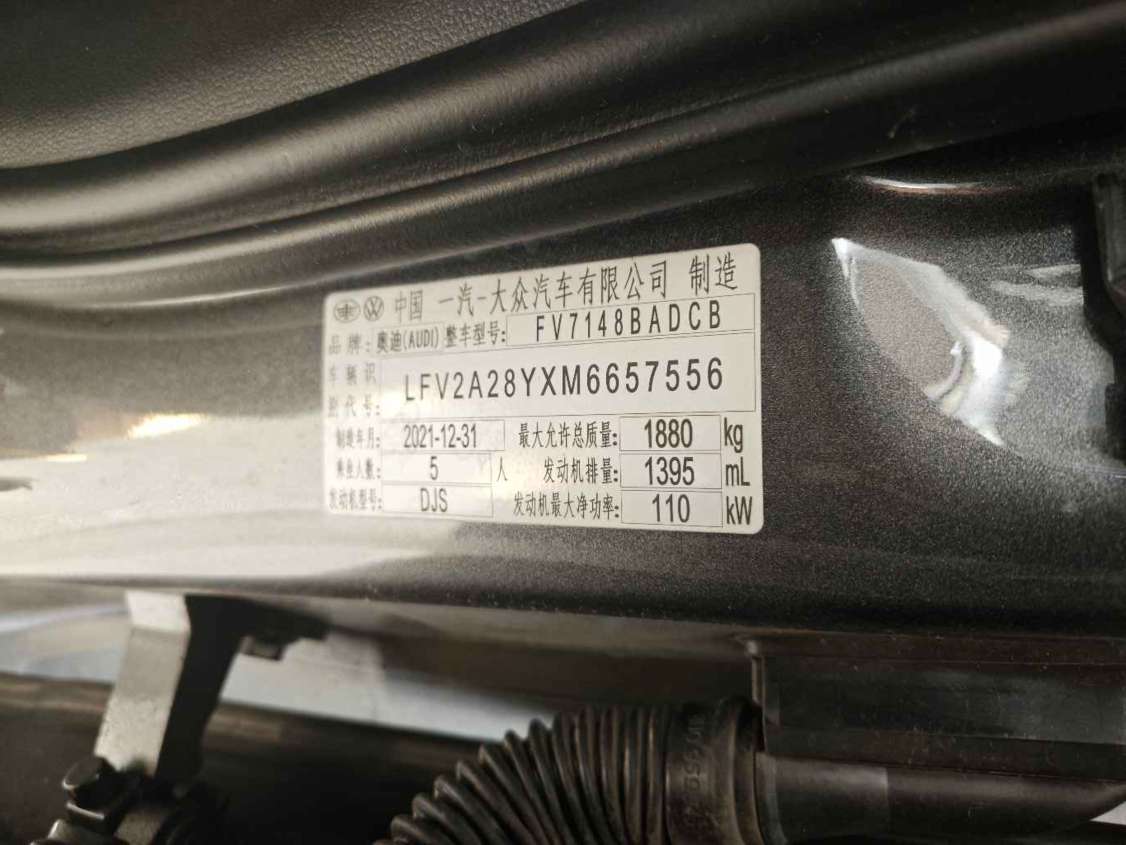 中国 一汽-大众汽车有限公司 制造
品牌: 奥迪(AUDI) 整车型号: FV7148BADCB
车辆识
别代号: LFV2A28YXM6657556
制造年月: 2021-12-31 最大允许总质量: 1880 kg
乘坐人数: 5 人 发动机排量: 1395 mL
发动机型号: DJS 发动机最大净功率: 110 kW